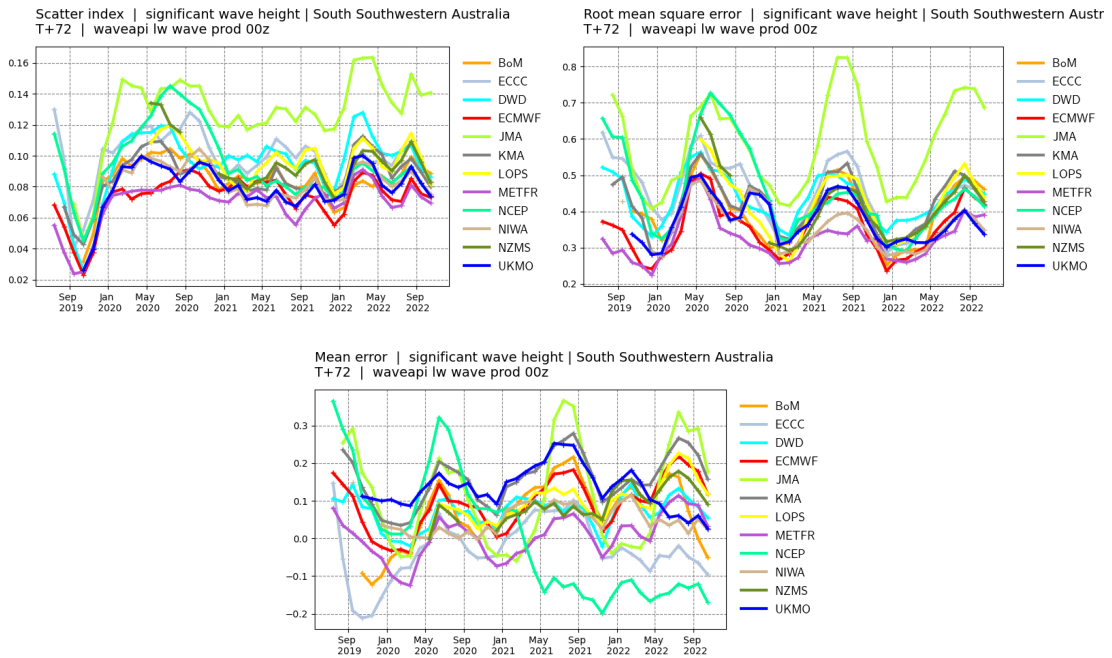 Scatter index | significant wave height | South Southwestern Australia
T+72 | waveapi lw wave prod 00z
0.16
0.14
0.12
0.10
0.08
0.06
0.04
0.02
Sep 2019
Jan 2020
May 2020
Sep 2020
Jan 2021
May 2021
Sep 2021
Jan 2022
May 2022
Sep 2022
BoM
ECCC
DWD
ECMWF
JMA
KMA
LOPS
METFR
NCEP
NIWA
NZMS
UKMO
Root mean square error | significant wave height | South Southwestern Austr
T+72 | waveapi lw wave prod 00z
0.8
0.7
0.6
0.5
0.4
0.3
0.2
Sep 2019
Jan 2020
May 2020
Sep 2020
Jan 2021
May 2021
Sep 2021
Jan 2022
May 2022
Sep 2022
BoM
ECCC
DWD
ECMWF
JMA
KMA
LOPS
METFR
NCEP
NIWA
NZMS
UKMO
Mean error | significant wave height | South Southwestern Australia
T+72 | waveapi lw wave prod 00z
0.3
0.2
0.1
0.0
−0.1
−0.2
Sep 2019
Jan 2020
May 2020
Sep 2020
Jan 2021
May 2021
Sep 2021
Jan 2022
May 2022
Sep 2022
BoM
ECCC
DWD
ECMWF
JMA
KMA
LOPS
METFR
NCEP
NIWA
NZMS
UKMO